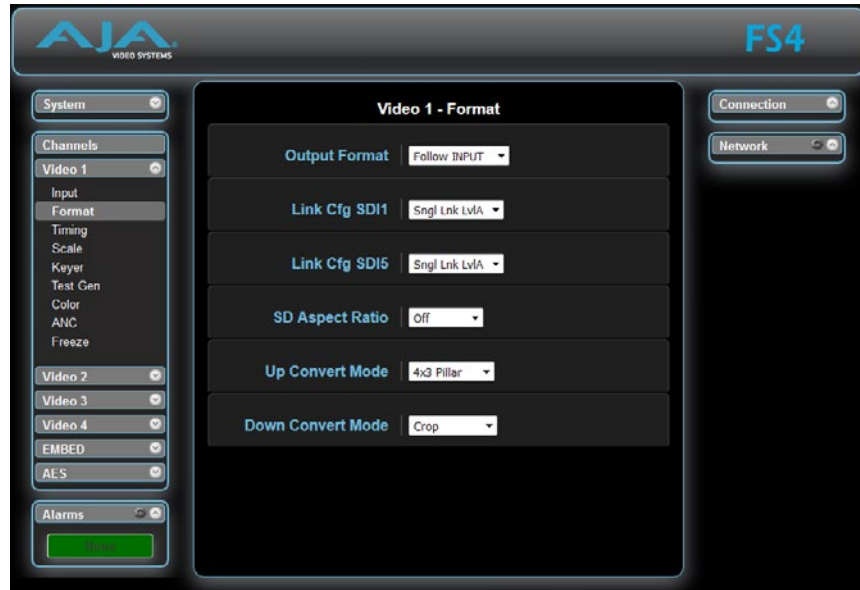 AJA
VIDEO SYSTEMS
FS4
System
Channels
Video 1
Input
Format
Timing
Scale
Keyer
Test Gen
Color
ANC
Freeze
Video 2
Video 3
Video 4
EMBED
AES
Alarms
None
Video 1 - Format
Output Format Follow INPUT
Link Cfg SDI1 Sngl Lnk LvlA
Link Cfg SDI5 Sngl Lnk LvlA
SD Aspect Ratio Off
Up Convert Mode 4x3 Pillar
Down Convert Mode Crop
Connection
Network